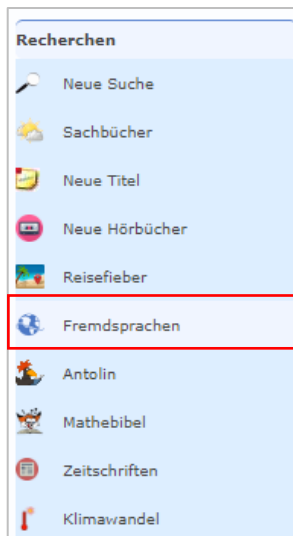 Recherchen
Neue Suche
Sachbücher
Neue Titel
Neue Hörbücher
Reisefieber
Fremdsprachen
Antolin
Mathebibel
Zeitschriften
Klimawandel